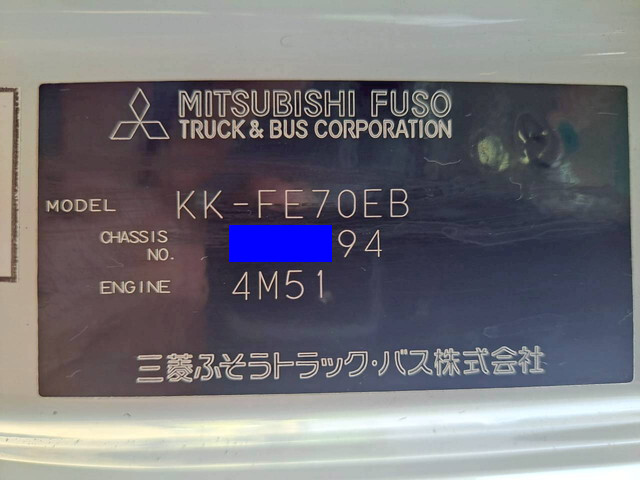 MITSUBISHI FUSO
TRUCK & BUS CORPORATION
MODEL KK-FE70EB
CHASSIS NO. 94
ENGINE 4M51
三菱ふそうトラック・バス株式会社